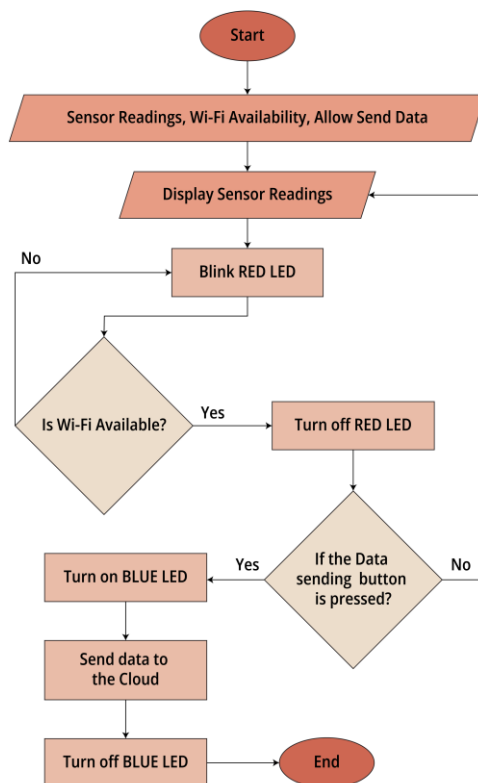 Start
Sensor Readings, Wi-Fi Availability, Allow Send Data
Display Sensor Readings
No
Blink RED LED
Is Wi-Fi Available?
Yes
Turn off RED LED
If the Data
sending button
is pressed?
Yes
No
Turn on BLUE LED
Send data to
the Cloud
Turn off BLUE LED
End